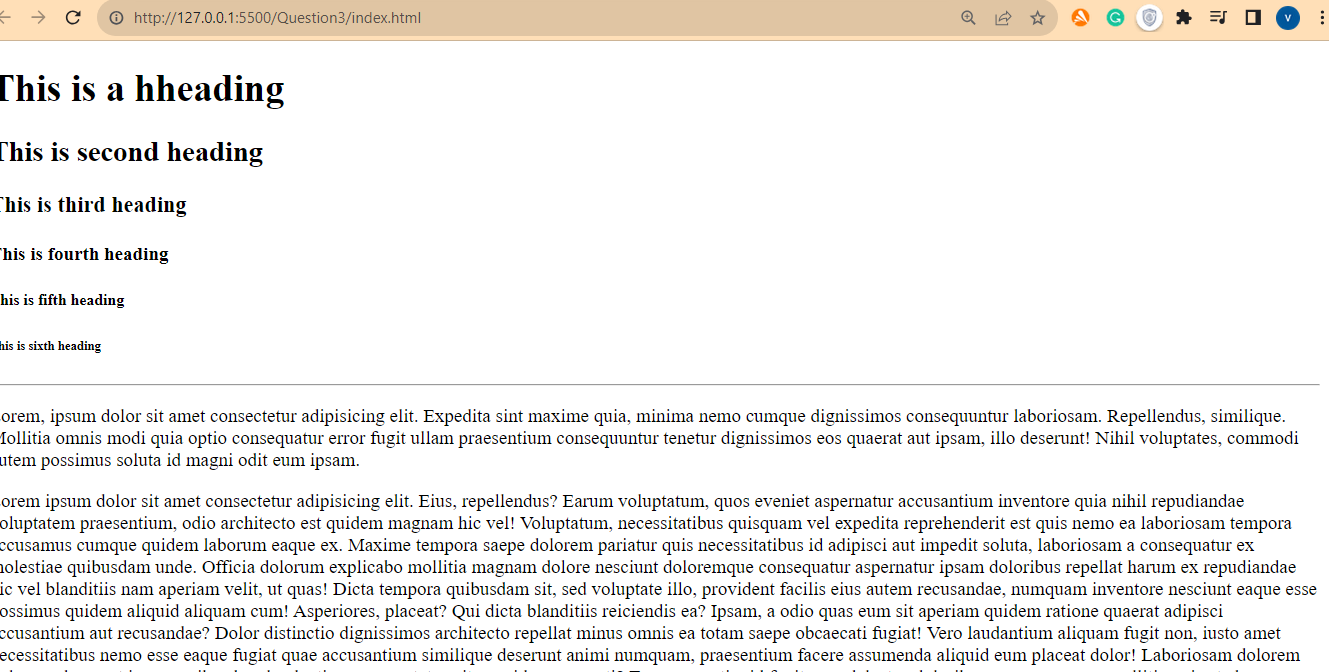 http://127.0.0.1:5500/Question3/index.html
V
This is a hheading
This is second heading
This is third heading
This is fourth heading
his is fifth heading
his is sixth heading
orem, ipsum dolor sit amet consectetur adipisicing elit. Expedita sint maxime quia, minima nemo cumque dignissimos consequuntur laboriosam. Repellendus, similique.
Mollitia omnis modi quia optio consequatur error fugit ullam praesentium consequuntur tenetur dignissimos eos quaerat aut ipsam, illo deserunt! Nihil voluptates, commodi
utem possimus soluta id magni odit eum ipsam.
orem ipsum dolor sit amet consectetur adipisicing elit. Eius, repellendus? Earum voluptatum, quos eveniet aspernatur accusantium inventore quia nihil repudiandae
oluptatem praesentium, odio architecto est quidem magnam hic vel! Voluptatum, necessitatibus quisquam vel expedita reprehenderit est quis nemo ea laboriosam tempora
ccusamus cumque quidem laborum eaque ex. Maxime tempora saepe dolorem pariatur quis necessitatibus id adipisci aut impedit soluta, laboriosam a consequatur ex
molestiae quibusdam unde. Officia dolorum explicabo mollitia magnam dolore nesciunt doloremque consequatur aspernatur ipsam doloribus repellat harum ex repudiandae
ic vel blanditiis nam aperiam velit, ut quas! Dicta tempora quibusdam sit, sed voluptate illo, provident facilis eius autem recusandae, numquam inventore nesciunt eaque esse
ossimus quidem aliquid aliquam cum! Asperiores, placeat? Qui dicta blanditiis reiciendis ea? Ipsam, a odio quas eum sit aperiam quidem ratione quaerat adipisci
ccusantium aut recusandae? Dolor distinctio dignissimos architecto repellat minus omnis ea totam saepe obcaecati fugiat! Vero laudantium aliquam fugit non, iusto amet
ecessitatibus nemo esse eaque fugiat quae accusantium similique deserunt animi numquam, praesentium facere assumenda aliquid eum placeat dolor! Laboriosam dolorem